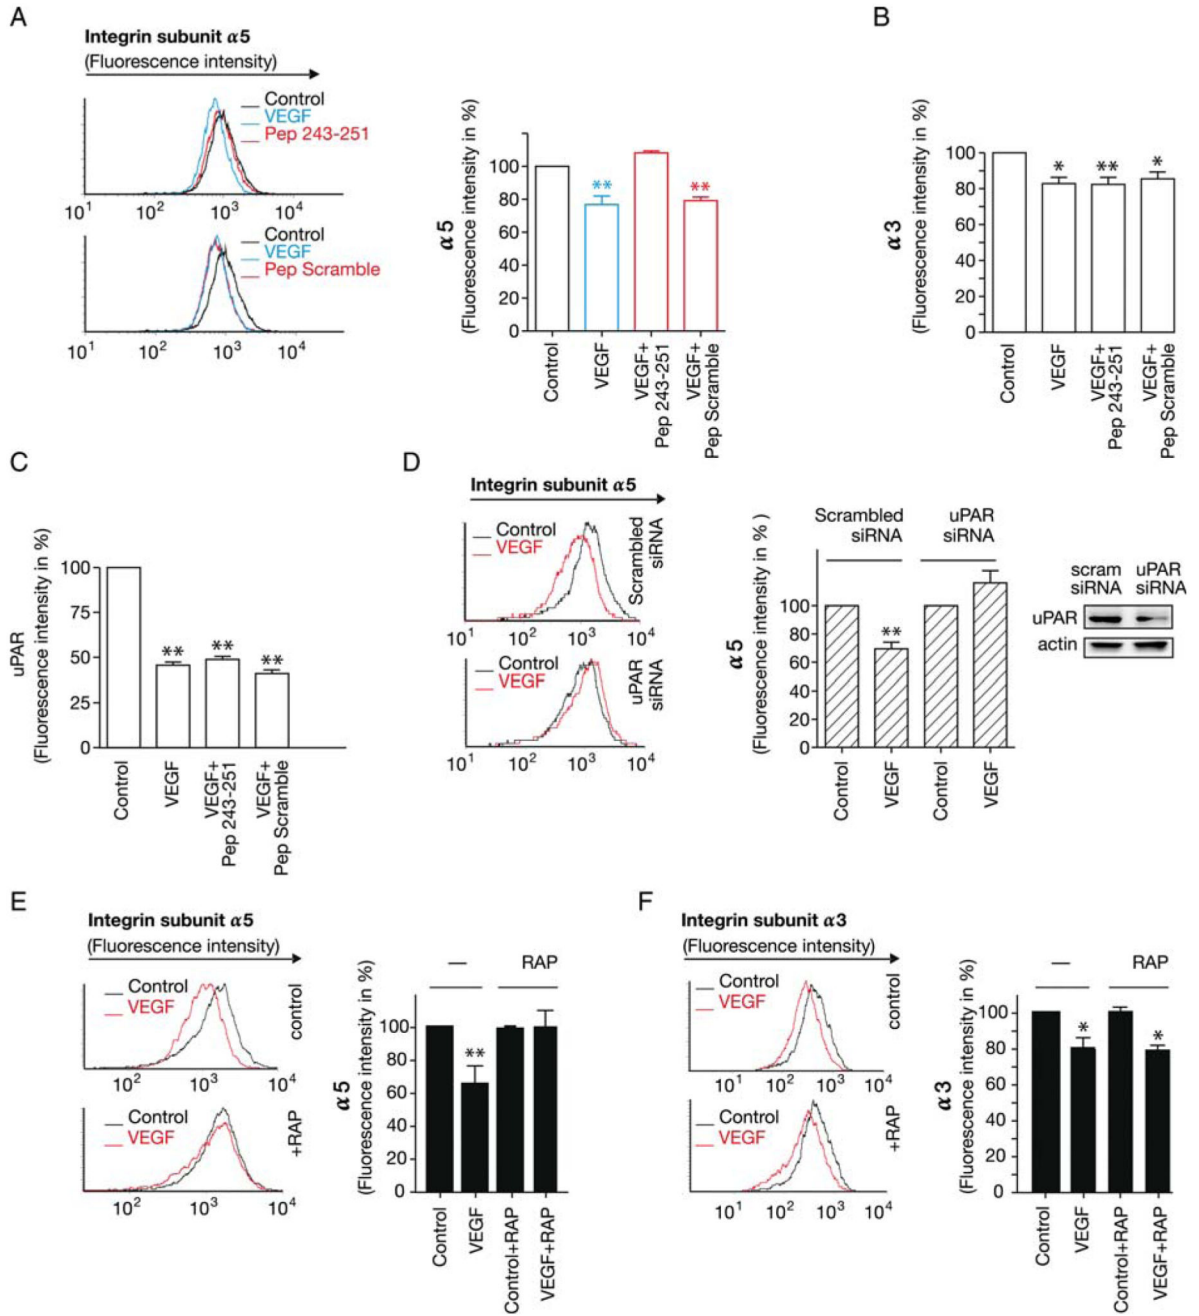 A
Integrin subunit α5
(Fluorescence intensity)
Control
VEGF
Pep 243-251
10¹ 10² 10³ 10⁴
Control
VEGF
Pep Scramble
10¹ 10² 10³ 10⁴
α5
(Fluorescence intensity in %)
100
80
60
40
20
0
**
**
Control
VEGF
VEGF+
Pep 243-251
VEGF+
Pep Scramble
B
α3
(Fluorescence intensity in %)
100
80
60
40
20
0
*
**
*
Control
VEGF
VEGF+
Pep 243-251
VEGF+
Pep Scramble
C
uPAR
(Fluorescence intensity in %)
100
75
50
25
0
**
**
**
Control
VEGF
VEGF+
Pep 243-251
VEGF+
Pep Scramble
D
Integrin subunit α5
Control
VEGF
Scrambled
siRNA
10¹ 10² 10³ 10⁴
Control
VEGF
uPAR
siRNA
10¹ 10² 10³ 10⁴
α5
(Fluorescence intensity in %)
Scrambled
siRNA
uPAR
siRNA
100
80
60
40
20
0
**
Control
VEGF
Control
VEGF
scram
siRNA
uPAR
siRNA
uPAR
actin
E
Integrin subunit α5
(Fluorescence intensity)
Control
VEGF
control
10² 10³ 10⁴
Control
VEGF
+RAP
10² 10³ 10⁴
α5
(Fluorescence intensity in %)
— RAP
100
80
60
40
20
0
**
Control
VEGF
Control+RAP
VEGF+RAP
F
Integrin subunit α3
(Fluorescence intensity)
Control
VEGF
control
10¹ 10² 10³ 10⁴
Control
VEGF
+RAP
10¹ 10² 10³ 10⁴
α3
(Fluorescence intensity in %)
— RAP
100
80
60
40
20
0
*
*
Control
VEGF
Control+RAP
VEGF+RAP